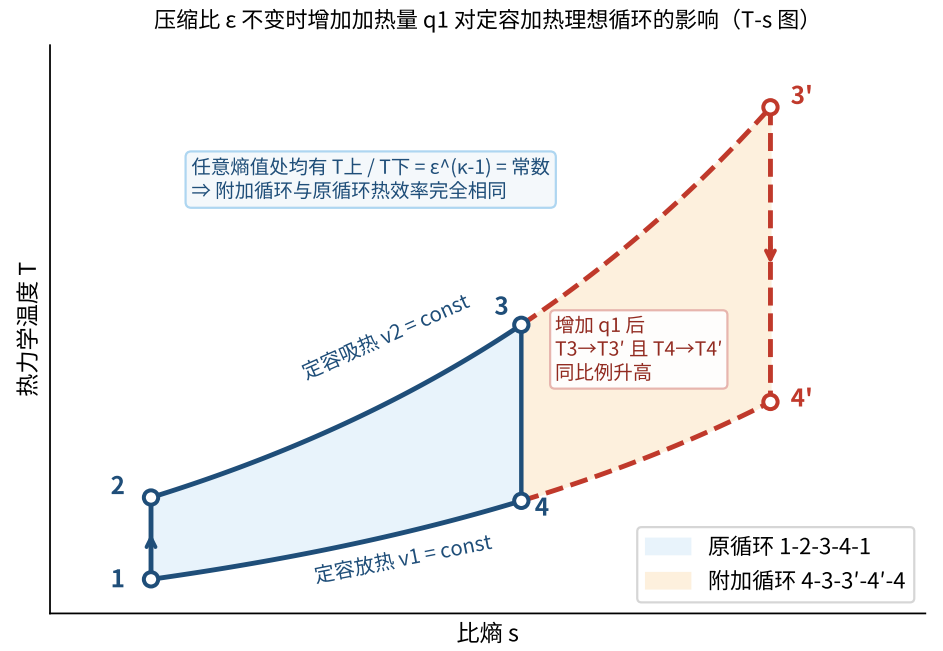 压缩比 ε 不变时增加加热量 q1 对定容加热理想循环的影响（T-s 图）
3'
任意熵值处均有 T上 / T下 = ε^(κ-1) = 常数
⇒ 附加循环与原循环热效率完全相同
热力学温度 T
定容吸热 v2 = const
3
增加 q1 后
T3→T3′ 且 T4→T4′
同比例升高
4'
2
4
定容放热 v1 = const
1
原循环 1-2-3-4-1
附加循环 4-3-3′-4′-4
比熵 s